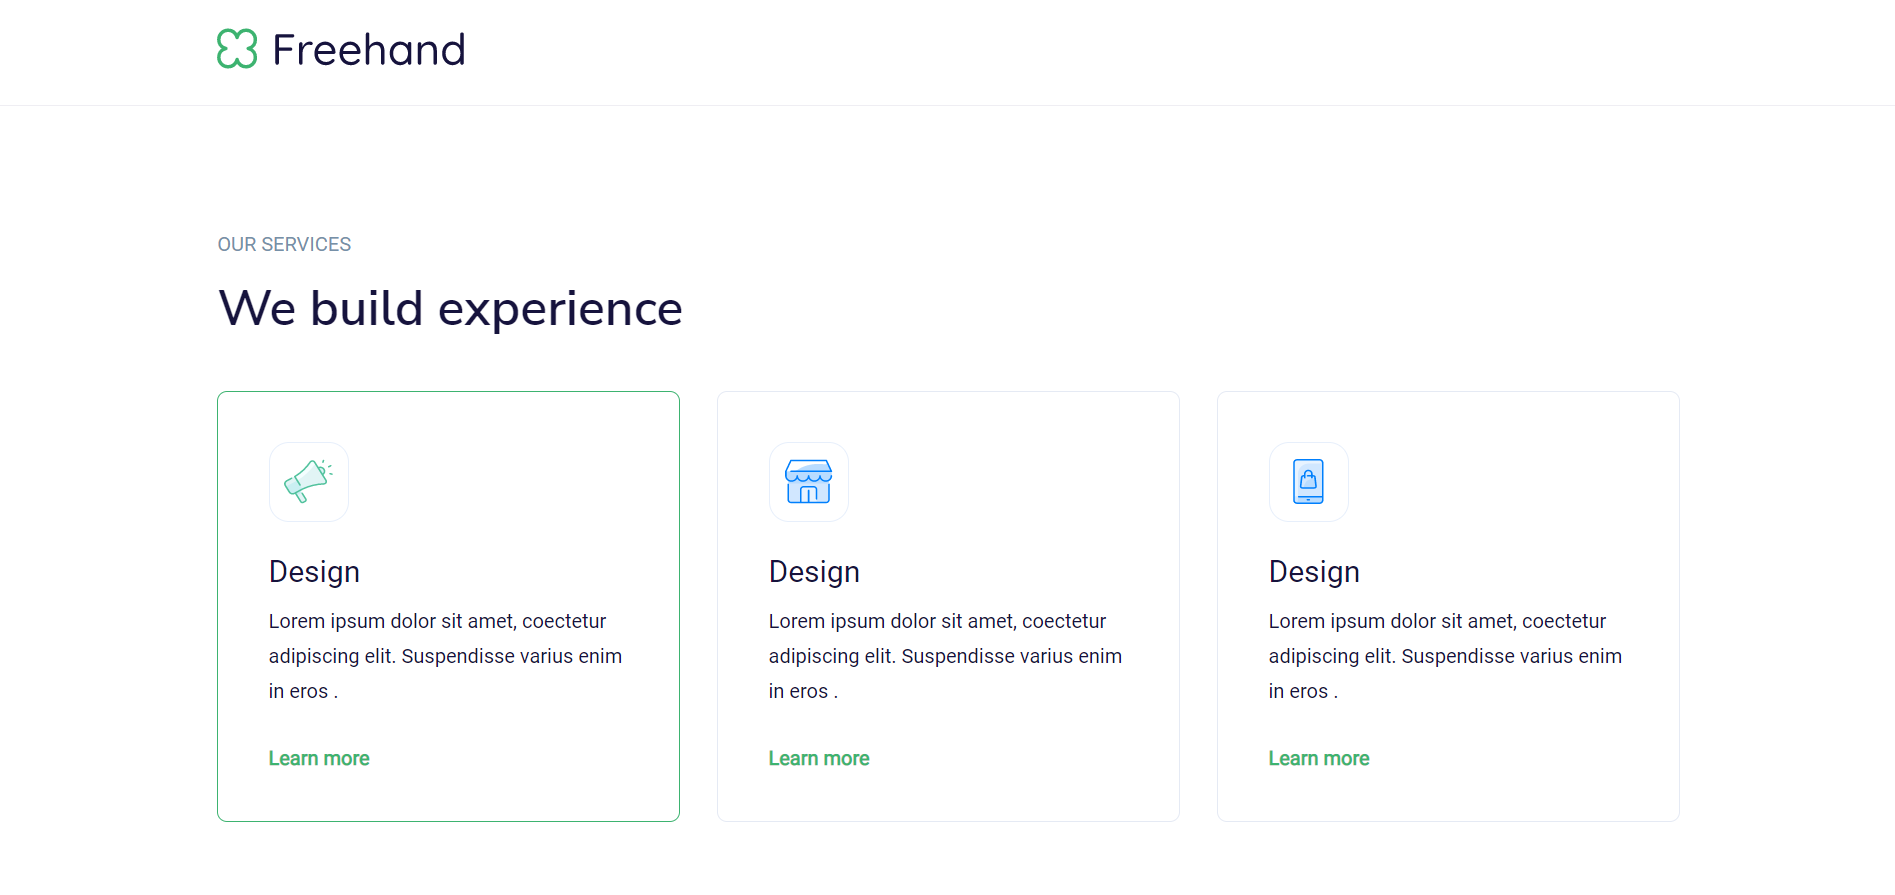 Freehand
OUR SERVICES
We build experience
Design
Lorem ipsum dolor sit amet, coectetur
adipiscing elit. Suspendisse varius enim
in eros .
Learn more
Design
Lorem ipsum dolor sit amet, coectetur
adipiscing elit. Suspendisse varius enim
in eros .
Learn more
Design
Lorem ipsum dolor sit amet, coectetur
adipiscing elit. Suspendisse varius enim
in eros .
Learn more